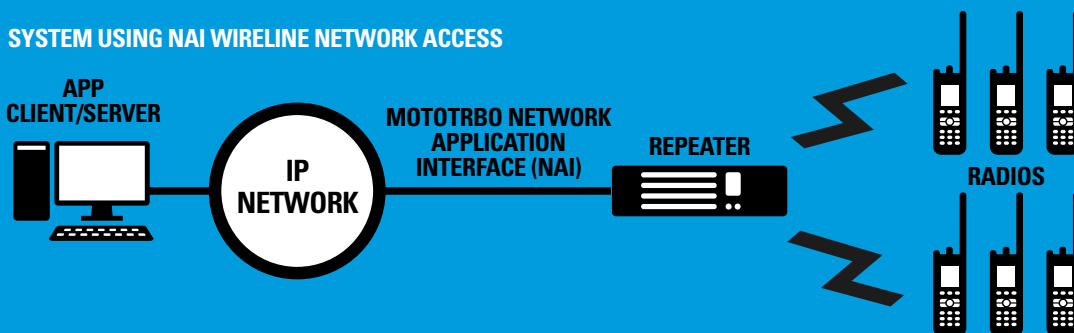 SYSTEM USING NAI WIRELINE NETWORK ACCESS
APP
CLIENT/SERVER
IP
NETWORK
MOTOTRBO NETWORK
APPLICATION
INTERFACE (NAI)
REPEATER
RADIOS